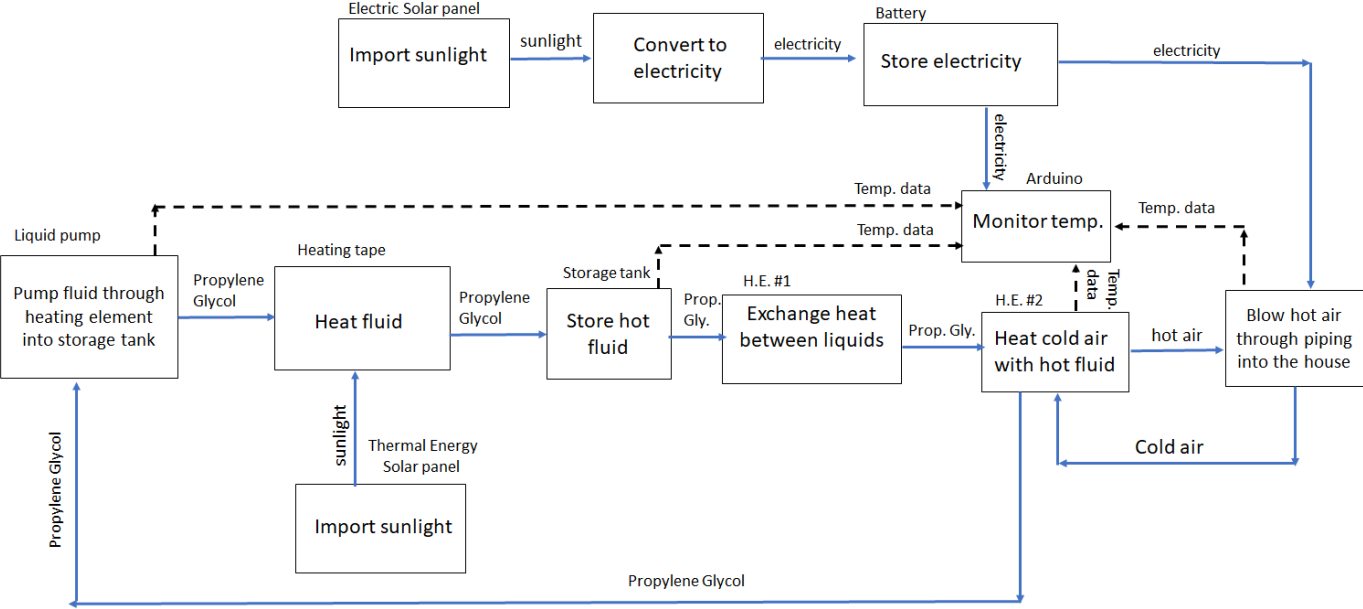 Electric Solar panel
Import sunlight
sunlight
Convert to
electricity
electricity
Battery
Store electricity
electricity
electricity
Arduino
Monitor temp.
Temp. data
Temp. data
Temp. data
Temp.
data
Liquid pump
Pump fluid through
heating element
into storage tank
Propylene
Glycol
Heating tape
Heat fluid
Propylene
Glycol
Storage tank
Store hot
fluid
Prop.
Gly.
H.E. #1
Exchange heat
between liquids
Prop. Gly.
H.E. #2
Heat cold air
with hot fluid
hot air
Blow hot air
through piping
into the house
Cold air
sunlight
Thermal Energy
Solar panel
Import sunlight
Propylene Glycol
Propylene Glycol